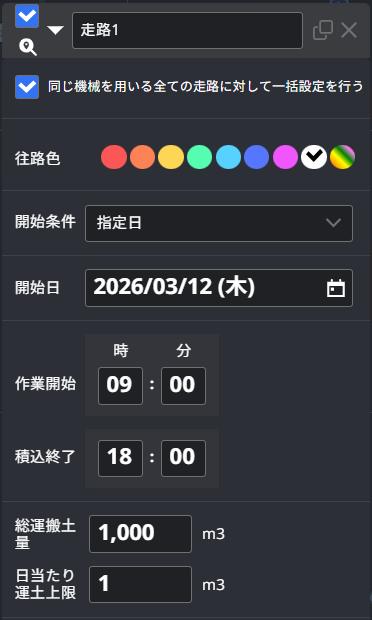 走路1
同じ機械を用いる全ての走路に対して一括設定を行う
往路色
開始条件 指定日
開始日 2026/03/12 (木)
時 分
作業開始 09 : 00
積込終了 18 : 00
総運搬土
量 1,000 m3
日当たり
運土上限 1 m3